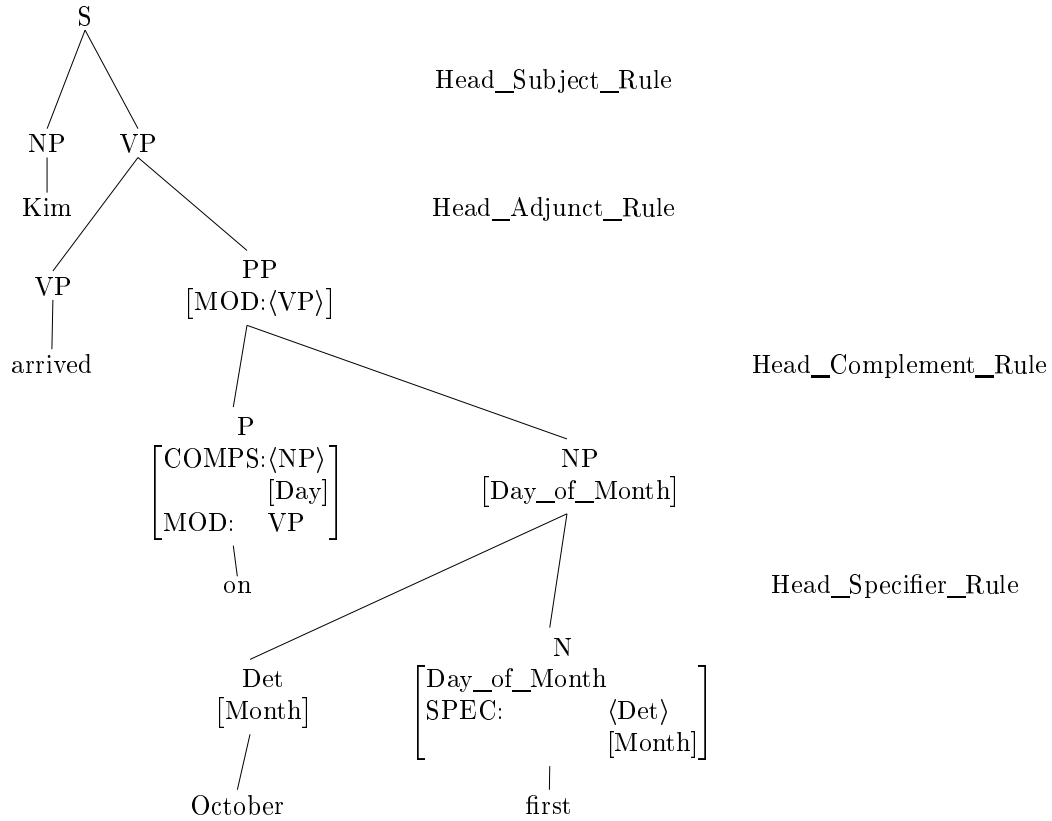 S
Head_Subject_Rule
NP VP
Kim
Head_Adjunct_Rule
VP
PP
[MOD:⟨VP⟩]
arrived
Head_Complement_Rule
P
[COMPS:⟨NP⟩
[Day]
MOD: VP]
NP
[Day_of_Month]
on
Head_Specifier_Rule
Det
[Month]
N
[Day_of_Month
SPEC: ⟨Det⟩
[Month]]
October
first